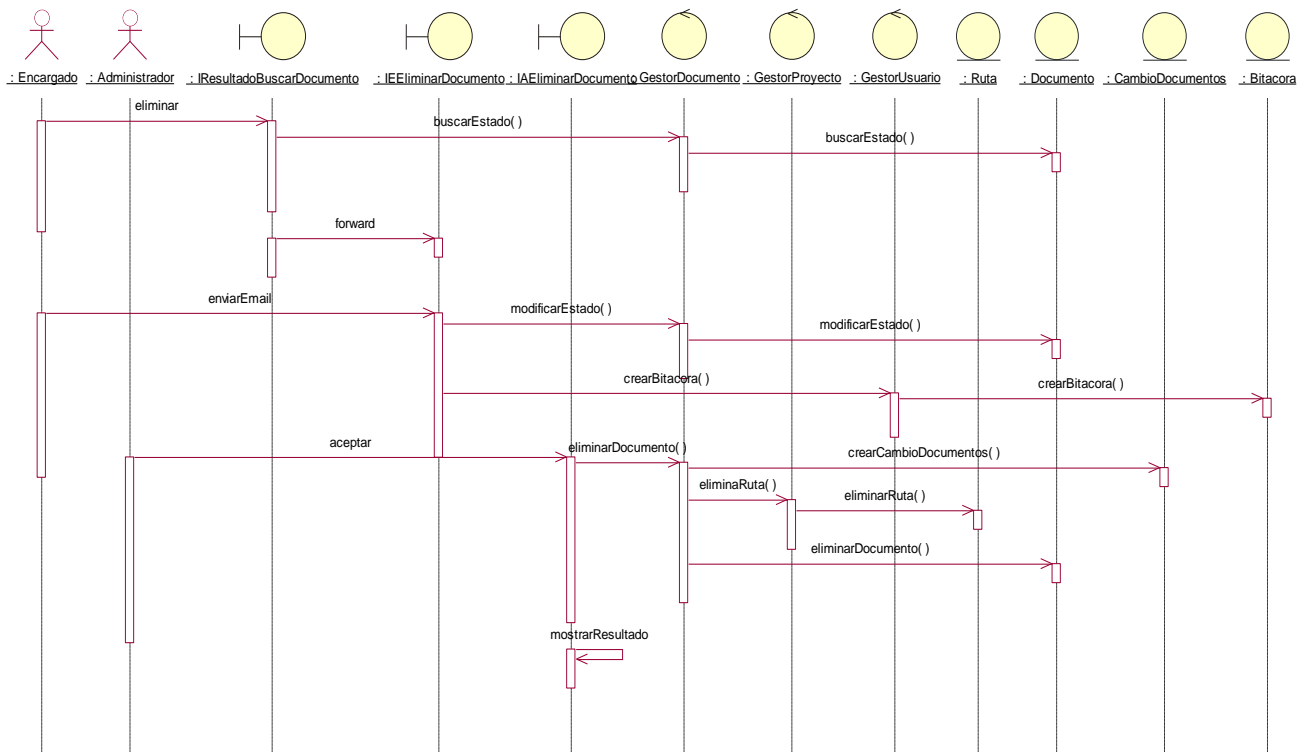 : Encargado
: Administrador
: IResultadoBuscarDocumento
: IEEliminarDocumento
: IAEliminarDocumento
: GestorDocumento
: GestorProyecto
: GestorUsuario
: Ruta
: Documento
: CambioDocumentos
: Bitacora
eliminar
buscarEstado( )
buscarEstado( )
forward
enviarEmail
modificarEstado( )
modificarEstado( )
crearBitacora( )
crearBitacora( )
aceptar
eliminarDocumento( )
crearCambioDocumentos( )
eliminaRuta( )
eliminarRuta( )
eliminarDocumento( )
mostrarResultado